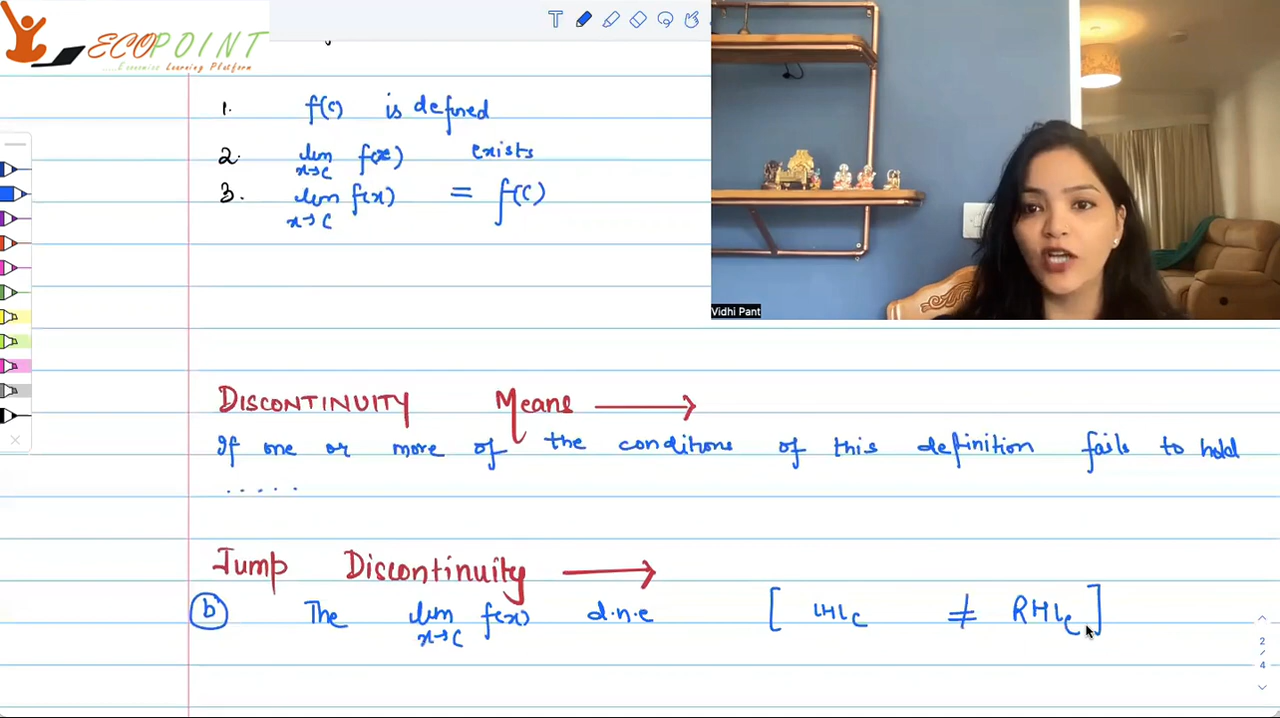 ECOPOINT
.....Economics Learning Platform
T
1. f(c) is defined
2. lim x→c f(x) exists
3. lim x→c f(x) = f(c)
Vidhi Pant
DISCONTINUITY Means →
If one or more of the conditions of this definition fails to hold
.....
Jump Discontinuity →
b The lim x→c f(x) d.n.e [ LHLc ≠ RHLc ]
2
/
4